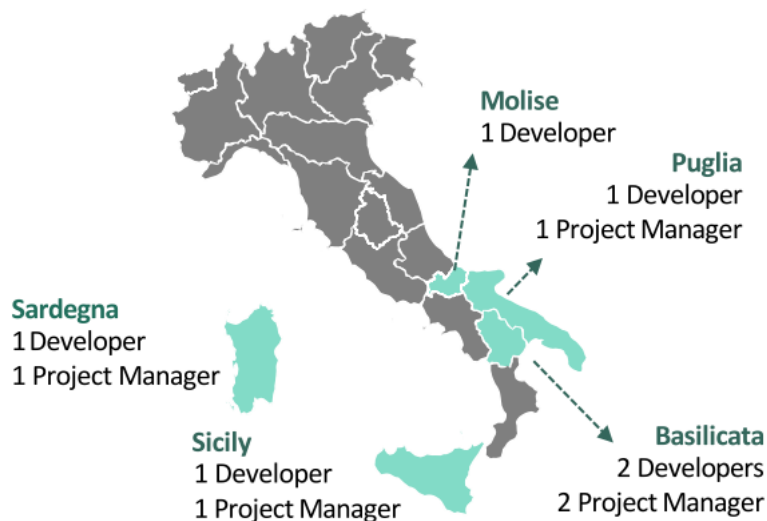 Molise
1 Developer
Puglia
1 Developer
1 Project Manager
Sardegna
1 Developer
1 Project Manager
Sicily
1 Developer
1 Project Manager
Basilicata
2 Developers
2 Project Manager